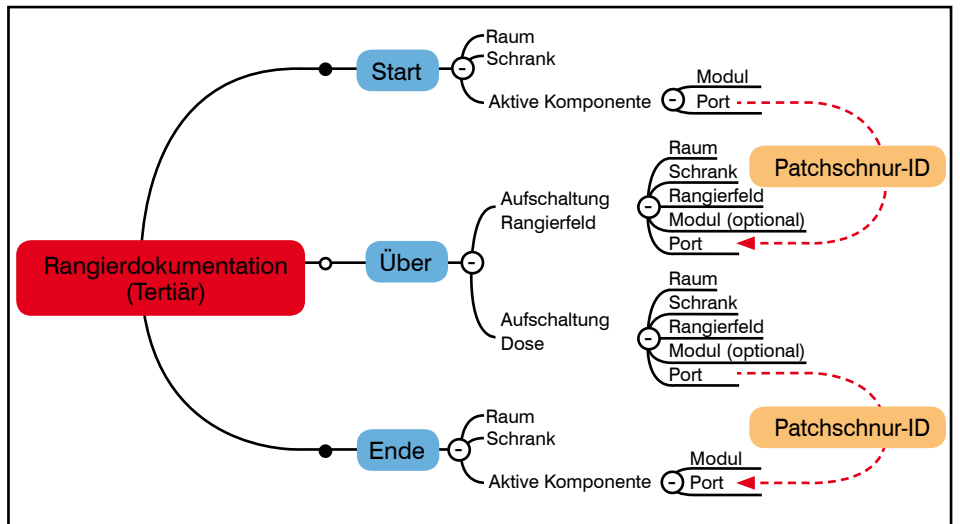 Rangierdokumentation
(Tertiär)
Start
Raum
Schrank
Aktive Komponente
Modul
Port
Patchschnur-ID
Über
Aufschaltung
Rangierfeld
Raum
Schrank
Rangierfeld
Modul (optional)
Port
Aufschaltung
Dose
Raum
Schrank
Rangierfeld
Modul (optional)
Port
Patchschnur-ID
Ende
Raum
Schrank
Aktive Komponente
Modul
Port